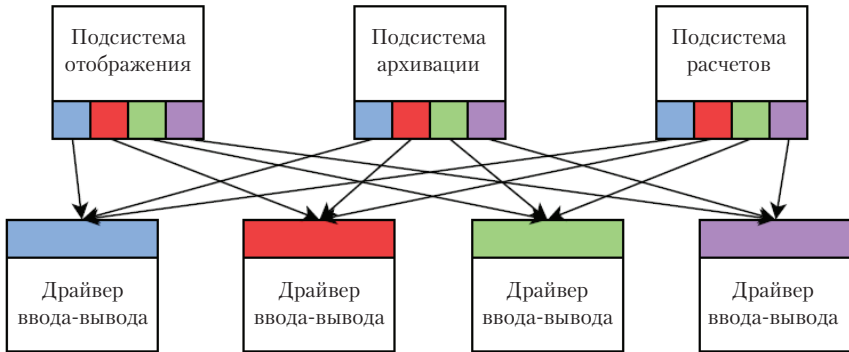 Подсистема
отображения
Подсистема
архивации
Подсистема
расчетов
Драйвер
ввода-вывода
Драйвер
ввода-вывода
Драйвер
ввода-вывода
Драйвер
ввода-вывода